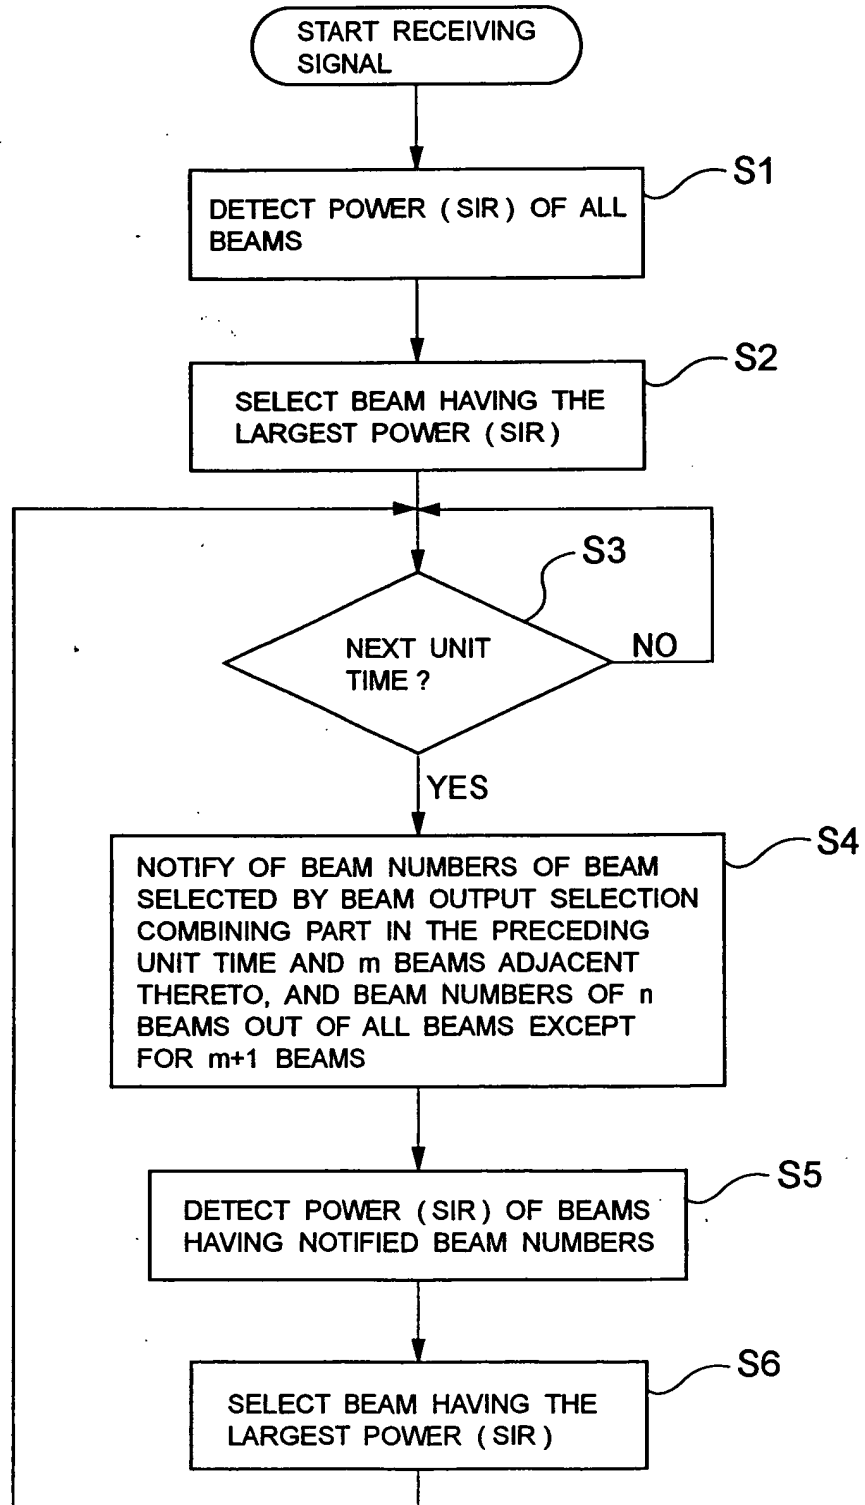 START RECEIVING
SIGNAL
S1
DETECT POWER (SIR) OF ALL
BEAMS
S2
SELECT BEAM HAVING THE
LARGEST POWER (SIR)
S3
NEXT UNIT
TIME?
NO
YES
S4
NOTIFY OF BEAM NUMBERS OF BEAM
SELECTED BY BEAM OUTPUT SELECTION
COMBINING PART IN THE PRECEDING
UNIT TIME AND m BEAMS ADJACENT
THERETO, AND BEAM NUMBERS OF n
BEAMS OUT OF ALL BEAMS EXCEPT
FOR m+1 BEAMS
S5
DETECT POWER (SIR) OF BEAMS
HAVING NOTIFIED BEAM NUMBERS
S6
SELECT BEAM HAVING THE
LARGEST POWER (SIR)